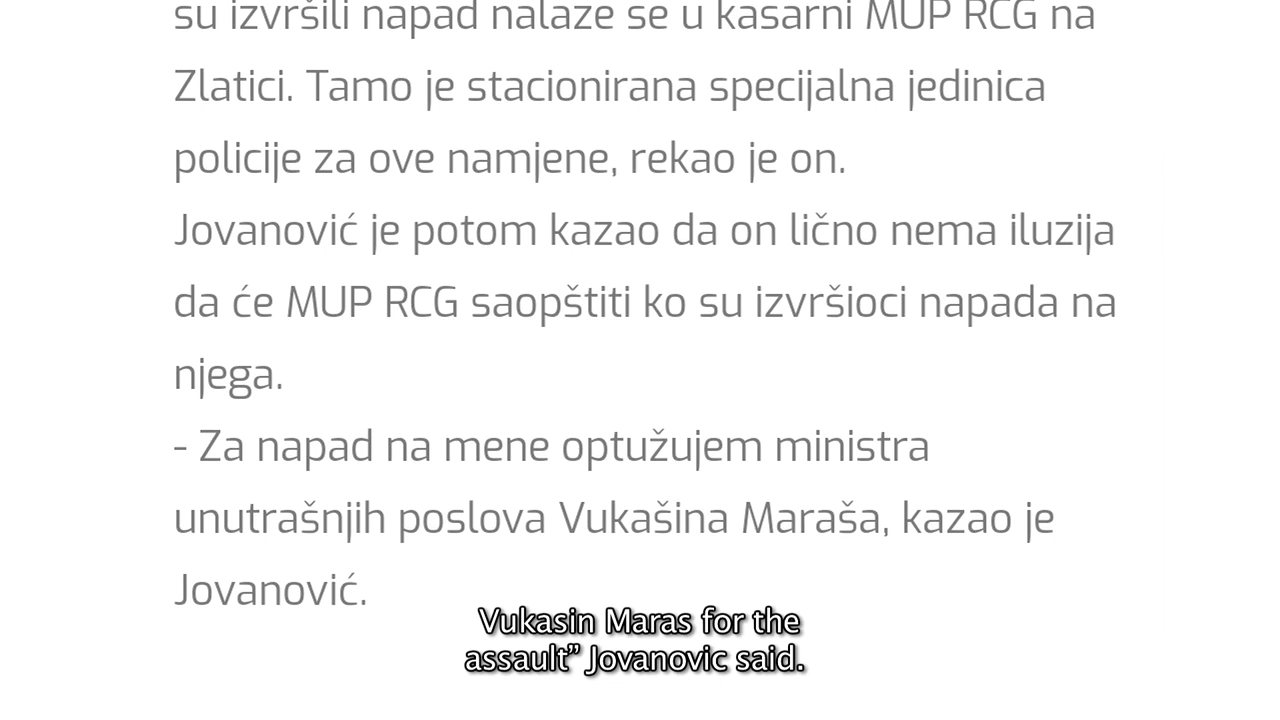 su izvršili napad nalaze se u kasarni MUP RCG na
Zlatici. Tamo je stacionirana specijalna jedinica
policije za ove namjene, rekao je on.
Jovanović je potom kazao da on lično nema iluzija
da će MUP RCG saopštiti ko su izvršioci napada na
njega.
- Za napad na mene optužujem ministra
unutrašnjih poslova Vukašina Maraša, kazao je
Jovanović.
Vukasin Maras for the
assault” Jovanovic said.